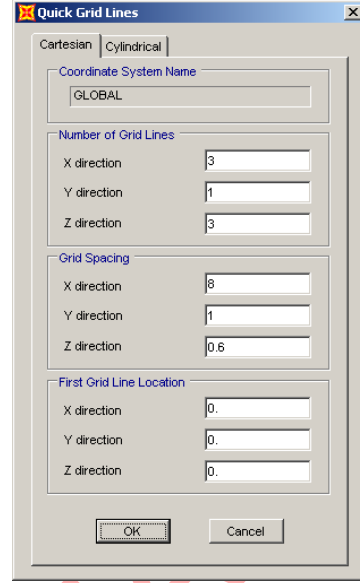 Quick Grid Lines
Cartesian Cylindrical
Coordinate System Name
GLOBAL
Number of Grid Lines
X direction 3
Y direction 1
Z direction 3
Grid Spacing
X direction 8
Y direction 1
Z direction 0.6
First Grid Line Location
X direction 0.
Y direction 0.
Z direction 0.
OK Cancel